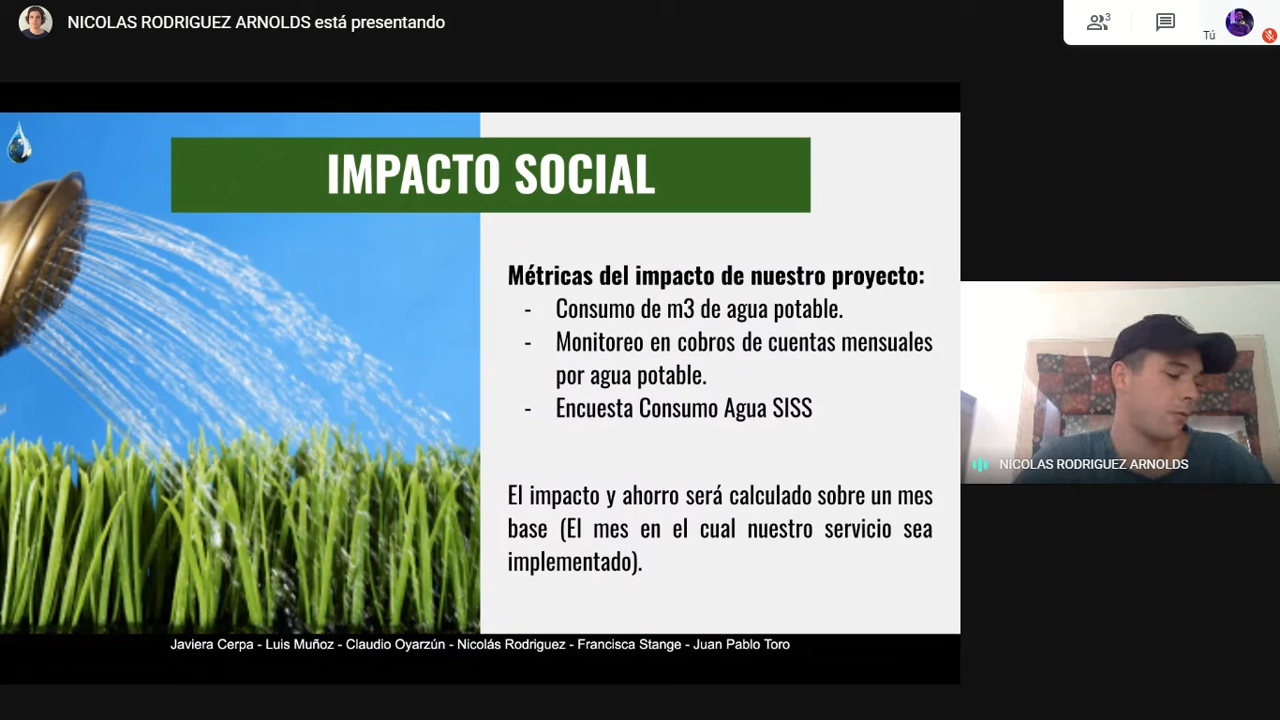 NICOLAS RODRIGUEZ ARNOLDS está presentando
3
Tú
IMPACTO SOCIAL
Métricas del impacto de nuestro proyecto:
- Consumo de m3 de agua potable.
- Monitoreo en cobros de cuentas mensuales
por agua potable.
- Encuesta Consumo Agua SISS
El impacto y ahorro será calculado sobre un mes
base (El mes en el cual nuestro servicio sea
implementado).
NICOLAS RODRIGUEZ ARNOLDS
Javiera Cerpa - Luis Muñoz - Claudio Oyarzún - Nicolás Rodriguez - Francisca Stange - Juan Pablo Toro